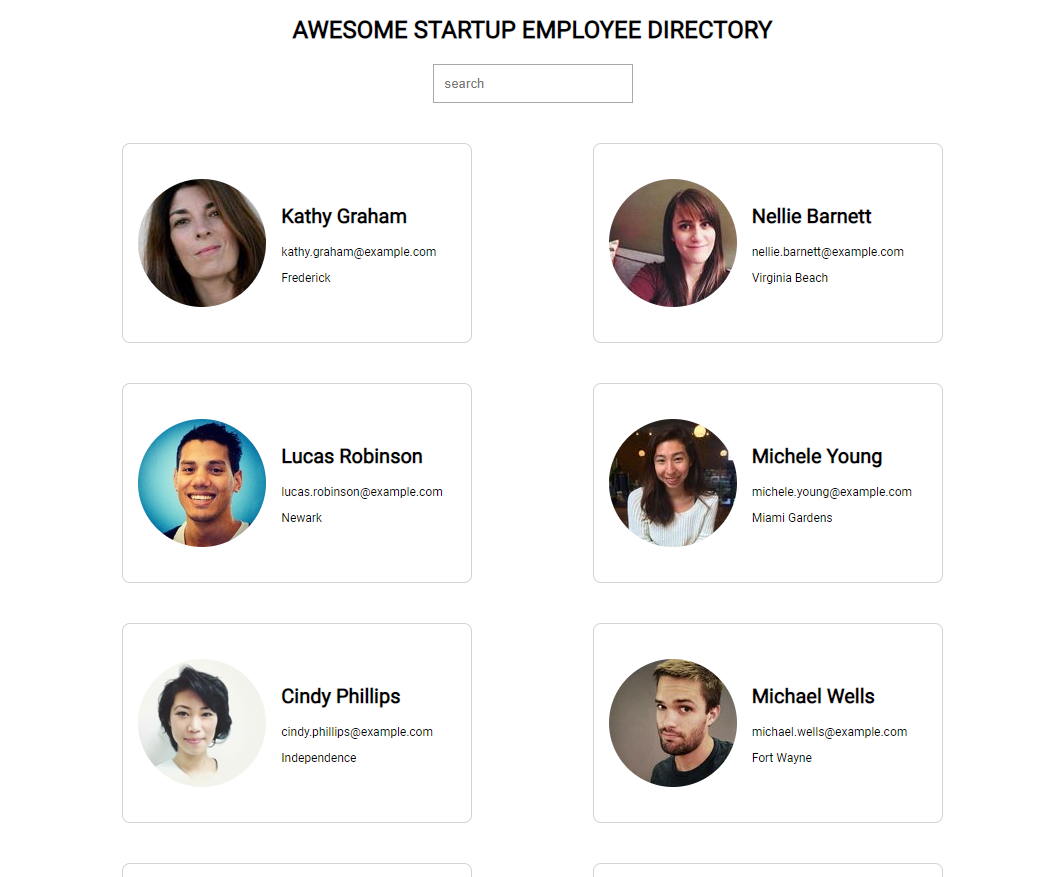 AWESOME STARTUP EMPLOYEE DIRECTORY
search
Kathy Graham
kathy.graham@example.com
Frederick
Nellie Barnett
nellie.barnett@example.com
Virginia Beach
Lucas Robinson
lucas.robinson@example.com
Newark
Michele Young
michele.young@example.com
Miami Gardens
Cindy Phillips
cindy.phillips@example.com
Independence
Michael Wells
michael.wells@example.com
Fort Wayne